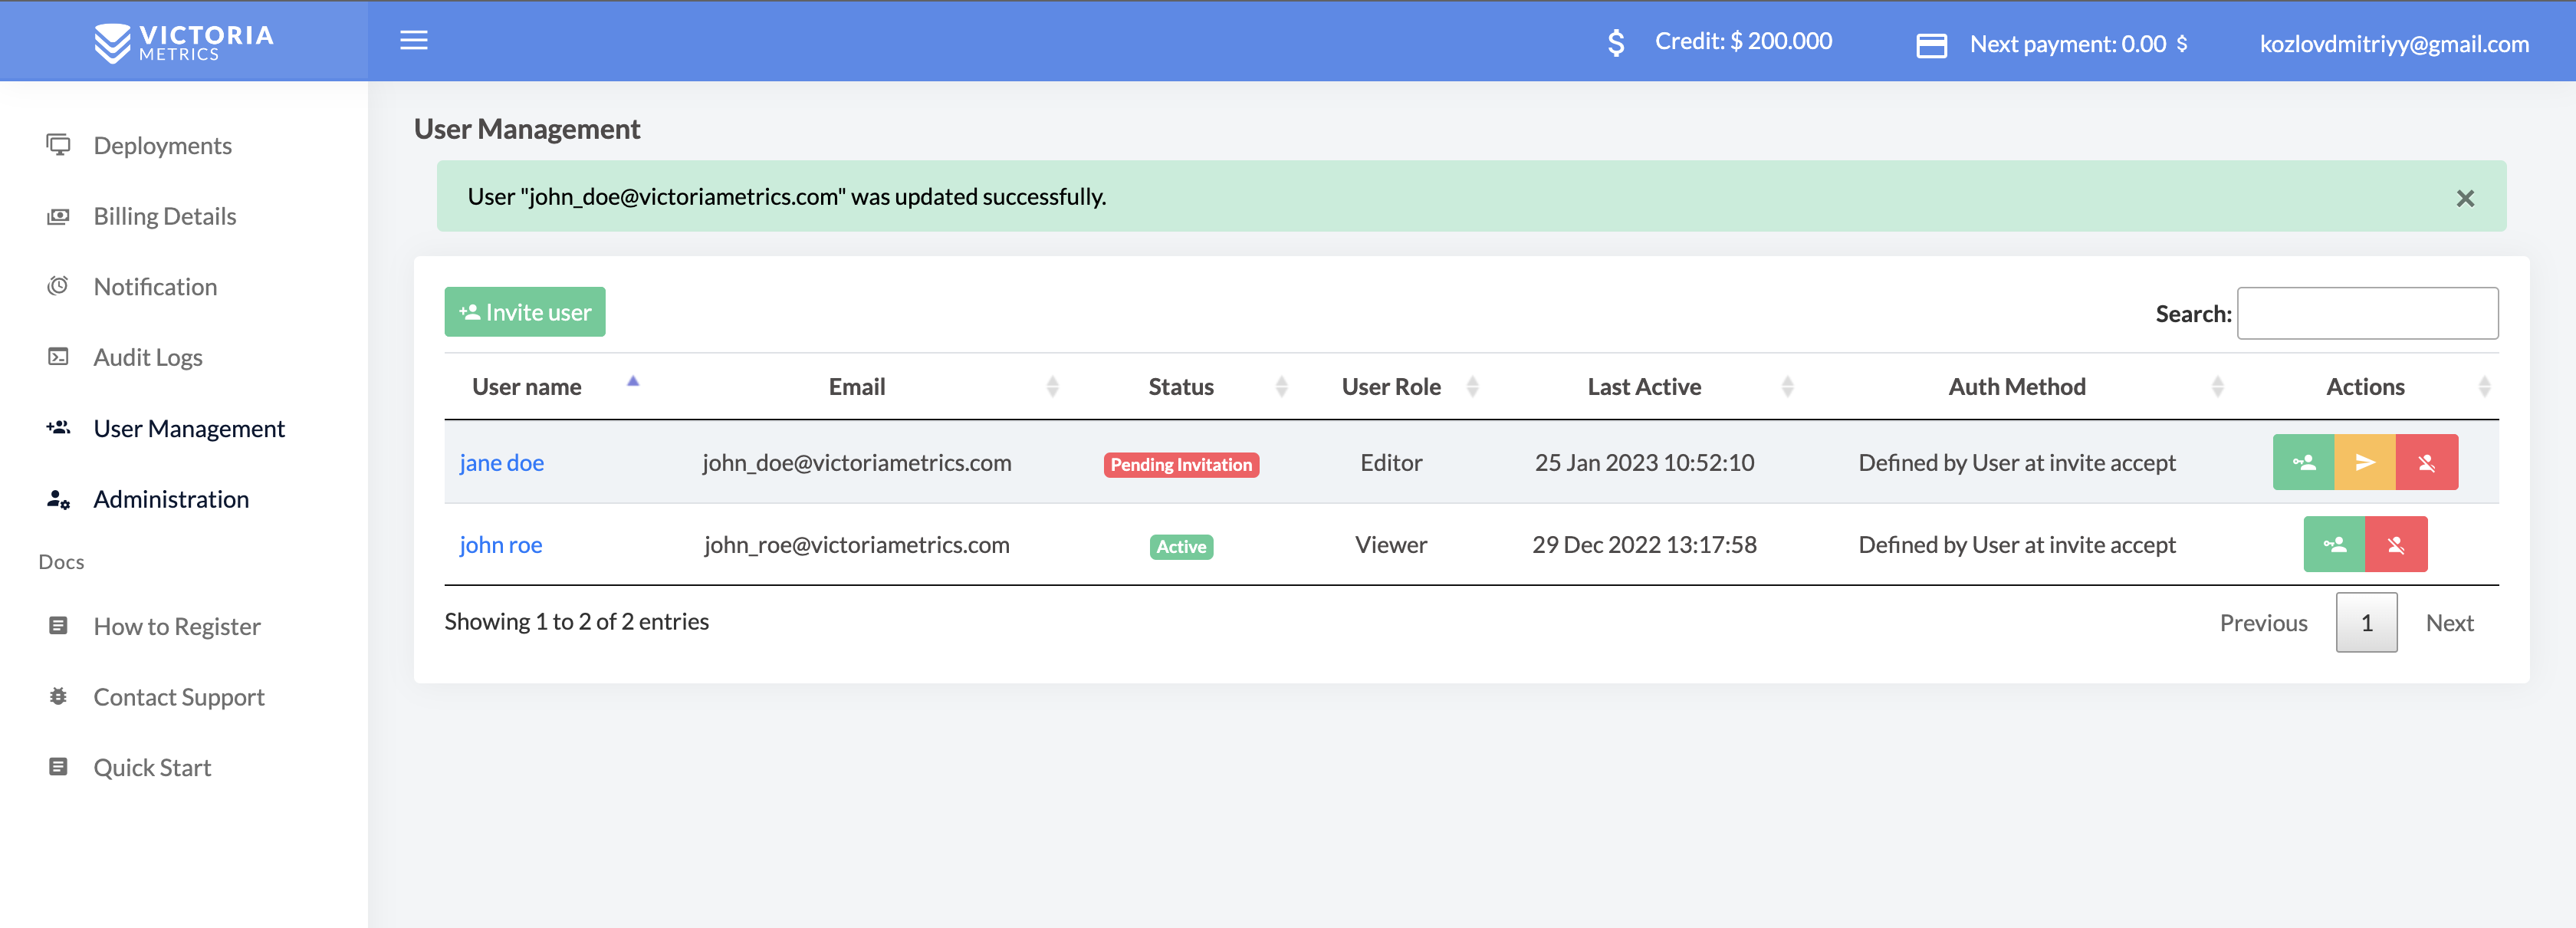 VICTORIA
METRICS
Credit: $ 200.000
Next payment: 0.00 $
kozlovdmitriyy@gmail.com
Deployments
Billing Details
Notification
Audit Logs
User Management
Administration
Docs
How to Register
Contact Support
Quick Start
User Management
User "john_doe@victoriametrics.com" was updated successfully.
Invite user
Search:
User name Email Status User Role Last Active Auth Method Actions
jane doe john_doe@victoriametrics.com Pending Invitation Editor 25 Jan 2023 10:52:10 Defined by User at invite accept
john roe john_roe@victoriametrics.com Active Viewer 29 Dec 2022 13:17:58 Defined by User at invite accept
Showing 1 to 2 of 2 entries
Previous 1 Next